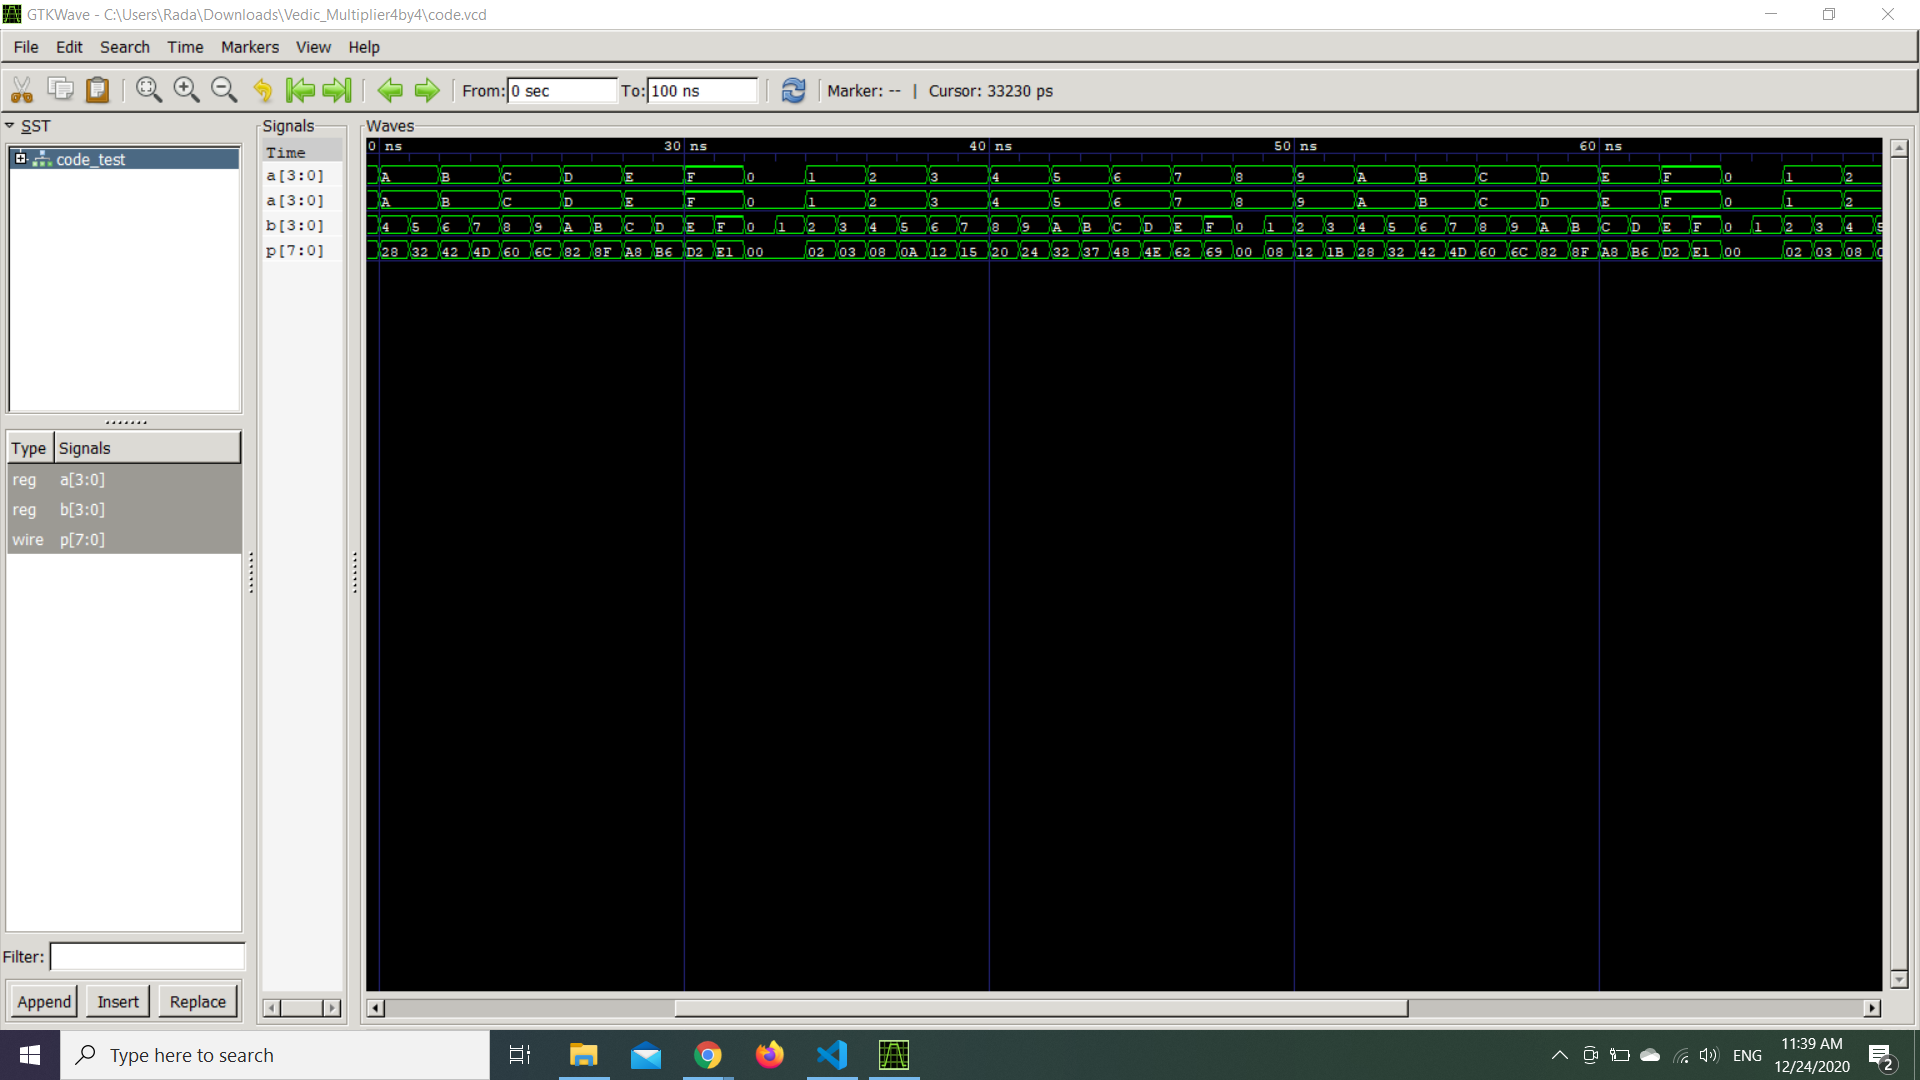 GTKWave - C:\Users\Rada\Downloads\Vedic_Multiplier4by4\code.vcd
File Edit Search Time Markers View Help
From: 0 sec To: 100 ns Marker: -- | Cursor: 33230 ps
SST
code_test
Type Signals
reg a[3:0]
reg b[3:0]
wire p[7:0]
Filter:
Append Insert Replace
Signals
Time
a[3:0]
a[3:0]
b[3:0]
p[7:0]
Waves
0 ns 30 ns 40 ns 50 ns 60 ns
A B C D E F 0 1 2 3 4 5 6 7 8 9 A B C D E F 0 1 2
A B C D E F 0 1 2 3 4 5 6 7 8 9 A B C D E F 0 1 2
4 5 6 7 8 9 A B C D E F 0 1 2 3 4 5 6 7 8 9 A B C D E F 0 1 2 3 4 5 6 7 8 9 A B C D E F 0 1 2 3 4 5
28 32 42 4D 60 6C 82 8F A8 B6 D2 E1 00 02 03 08 0A 12 15 20 24 32 37 48 4E 62 69 00 08 12 1B 28 32 42 4D 60 6C 82 8F A8 B6 D2 E1 00 02 03 08 0
Type here to search
ENG
11:39 AM
12/24/2020
2